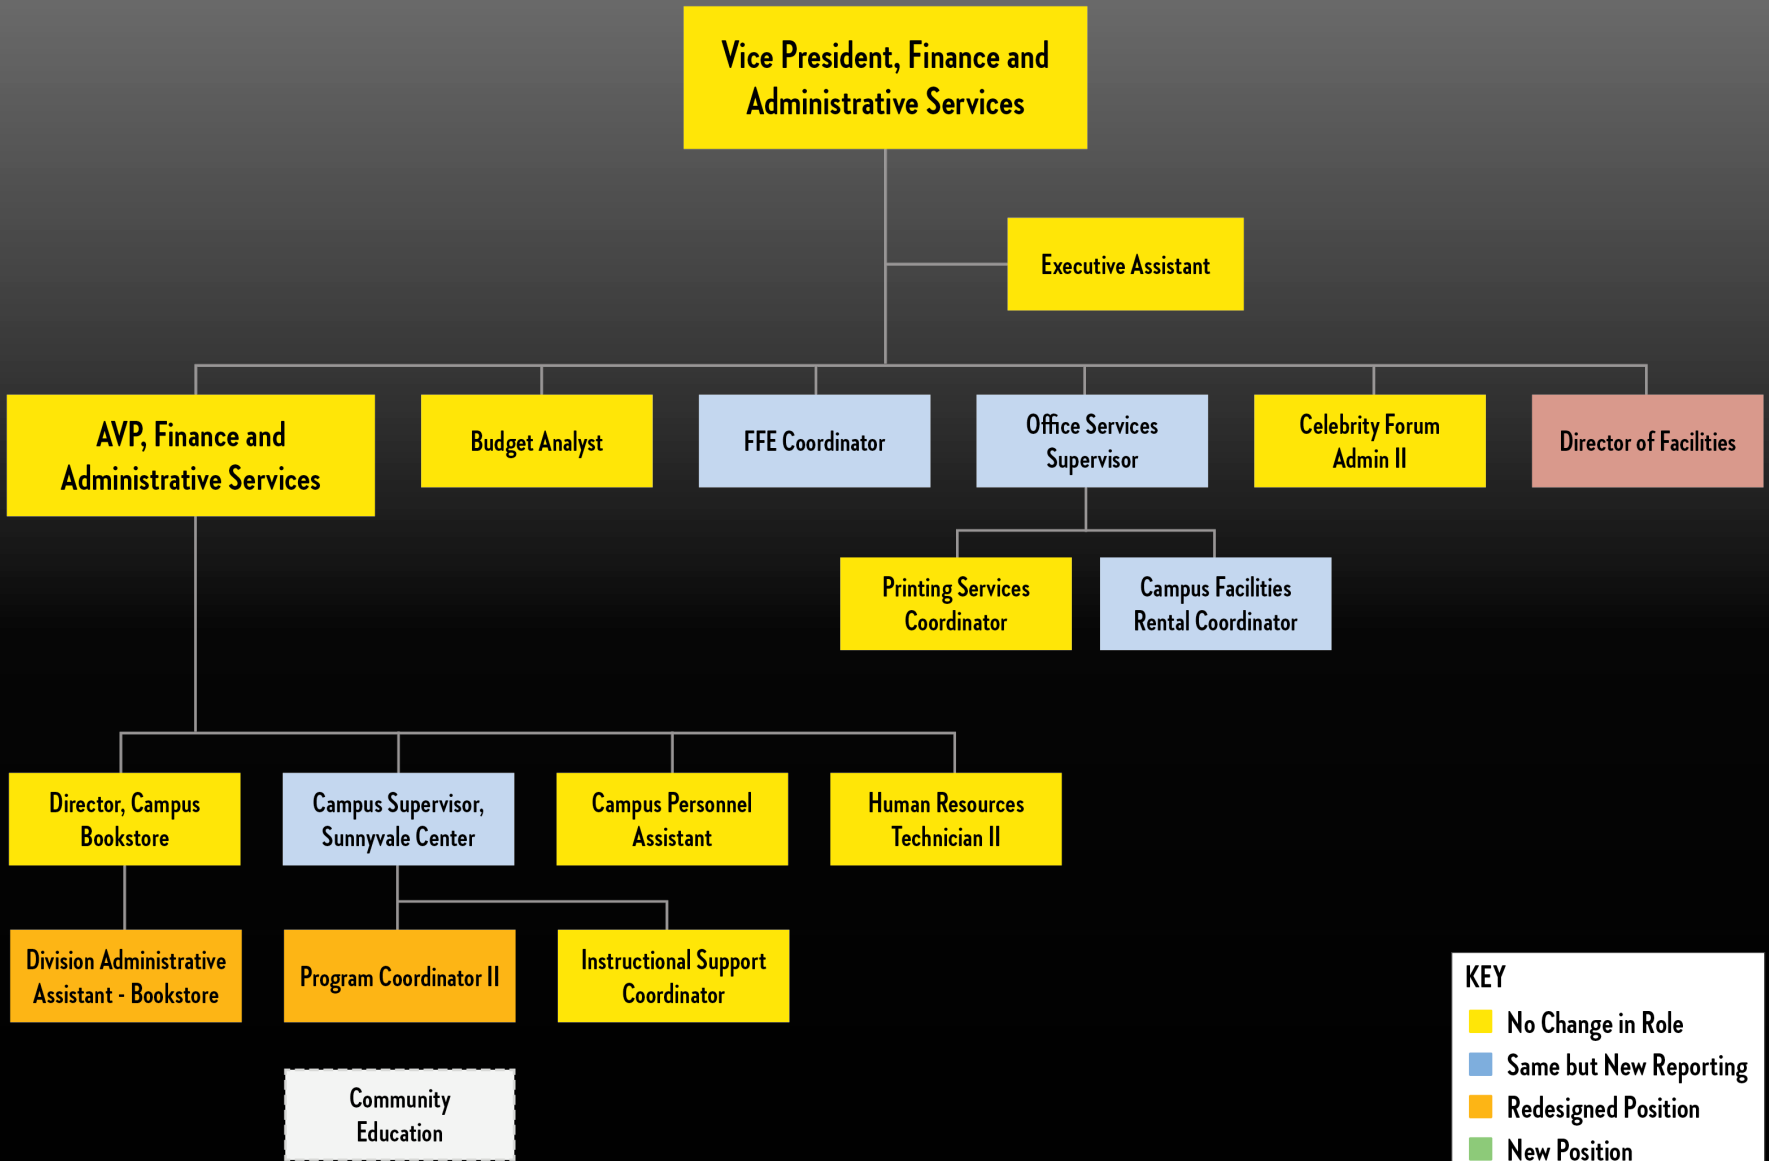 Vice President, Finance and
Administrative Services
Executive Assistant
AVP, Finance and
Administrative Services
Budget Analyst
FFE Coordinator
Office Services
Supervisor
Celebrity Forum
Admin II
Director of Facilities
Printing Services
Coordinator
Campus Facilities
Rental Coordinator
Director, Campus
Bookstore
Campus Supervisor,
Sunnyvale Center
Campus Personnel
Assistant
Human Resources
Technician II
Division Administrative
Assistant - Bookstore
Program Coordinator II
Instructional Support
Coordinator
Community
Education
KEY
No Change in Role
Same but New Reporting
Redesigned Position
New Position